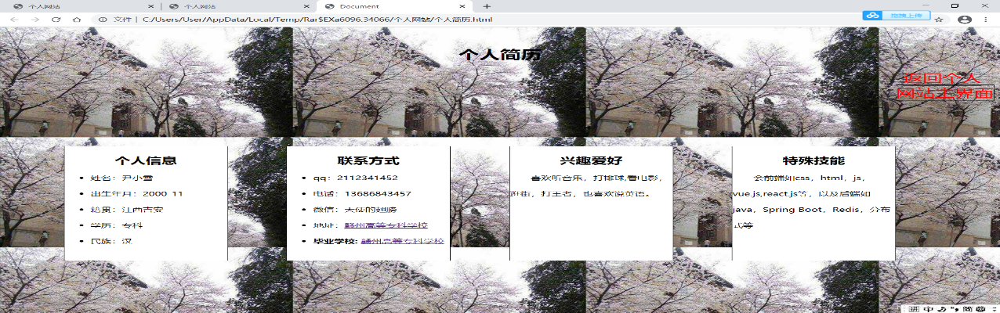 个人网站
个人网站
Document
文件 | C:/Users/User//AppData/Local/Temp/Rar$EXa6096.34066/个人网站/个人简历.html
拖拽上传
个人简历
返回个人
网站主界面
个人信息
姓名：尹小雪
出生年月：2000-11
籍贯：江西吉安
学历：专科
民族：汉
联系方式
qq：2112341452
电话：13686843457
微信：天使的翅膀
地址：赣州高等专科学校
毕业学校: 赣州高等专科学校
兴趣爱好
喜欢听音乐，打排球,看电影，
逛街，打王者，也喜欢说英语。
特殊技能
会前端如css，html，js，
vue.js,react.js等，以及后端如
java，Spring Boot，Redis，分布
式等
拼 中 简